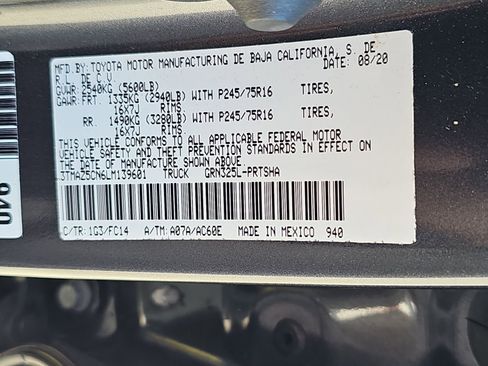 MFD.BY:TOYOTA MOTOR MANUFACTURING DE BAJA CALIFORNIA, S. DE
R.L. DE C.V. 08/20
GVWR 2540KG (5600LB)
GAWR:FRT. 1335KG (2940LB) WITH P245/75R16 TIRES,
16X7J RIMS
RR. 1490KG (3280LB) WITH P245/75R16 TIRES,
16X7J RIMS
THIS VEHICLE CONFORMS TO ALL APPLICABLE FEDERAL MOTOR
VEHICLE SAFETY AND THEFT PREVENTION STANDARDS IN EFFECT ON
THE DATE OF MANUFACTURE SHOWN ABOVE.
3TMAZ5CN6LM139601 TRUCK GRN325L-PRTSHA
C/TR:1G3/FC14 A/TM:A07A/AC60E MADE IN MEXICO 940
940